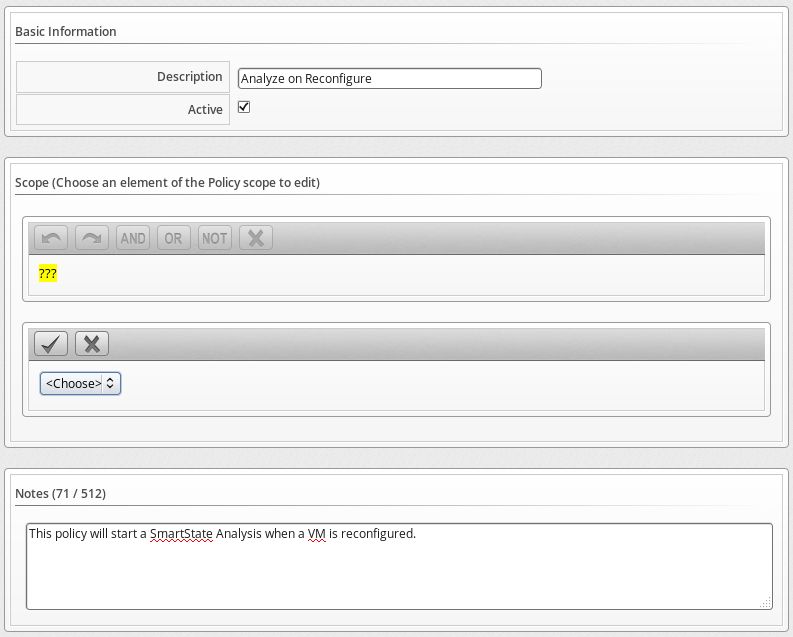 Basic Information
Description Analyze on Reconfigure
Active
Scope (Choose an element of the Policy scope to edit)
AND OR NOT
???
<Choose>
Notes (71 / 512)
This policy will start a SmartState Analysis when a VM is reconfigured.